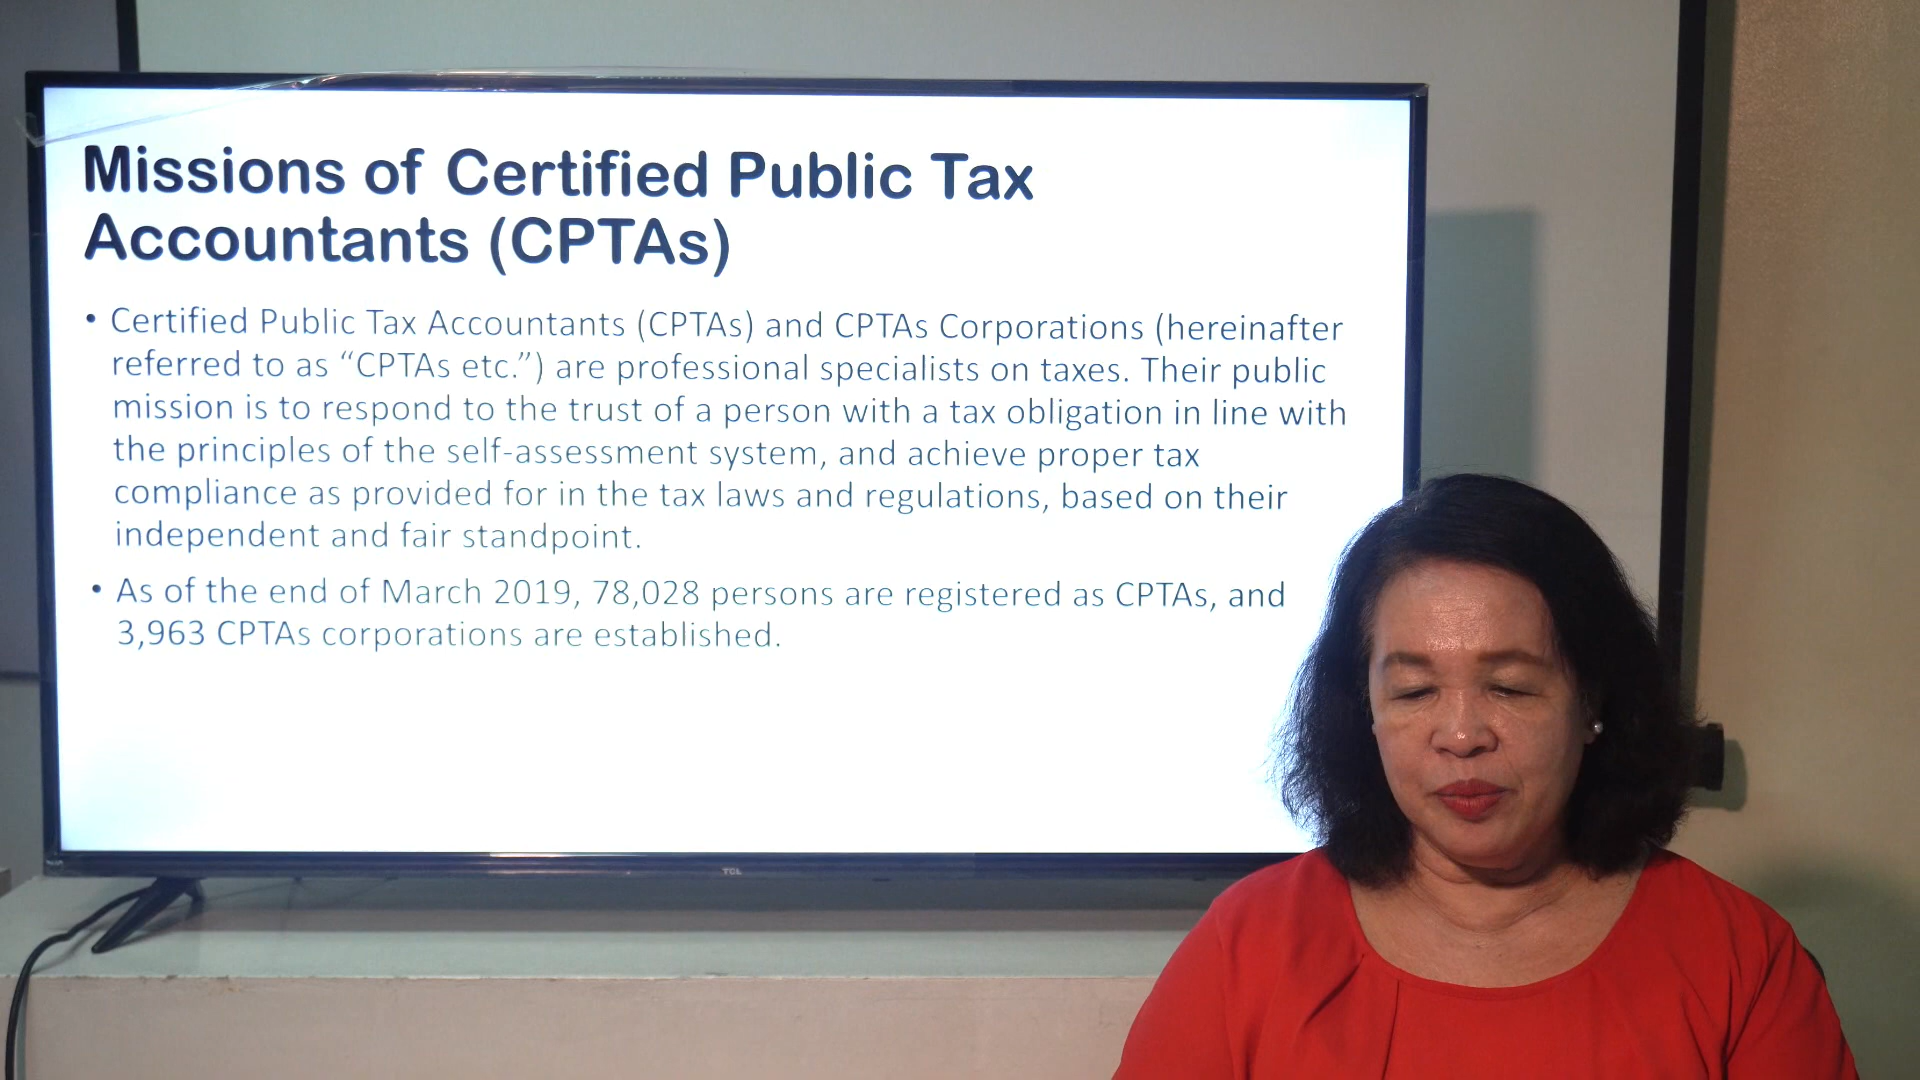 Missions of Certified Public Tax
Accountants (CPTAs)
• Certified Public Tax Accountants (CPTAs) and CPTAs Corporations (hereinafter
referred to as “CPTAs etc.”) are professional specialists on taxes. Their public
mission is to respond to the trust of a person with a tax obligation in line with
the principles of the self-assessment system, and achieve proper tax
compliance as provided for in the tax laws and regulations, based on their
independent and fair standpoint.
• As of the end of March 2019, 78,028 persons are registered as CPTAs, and
3,963 CPTAs corporations are established.
TCL